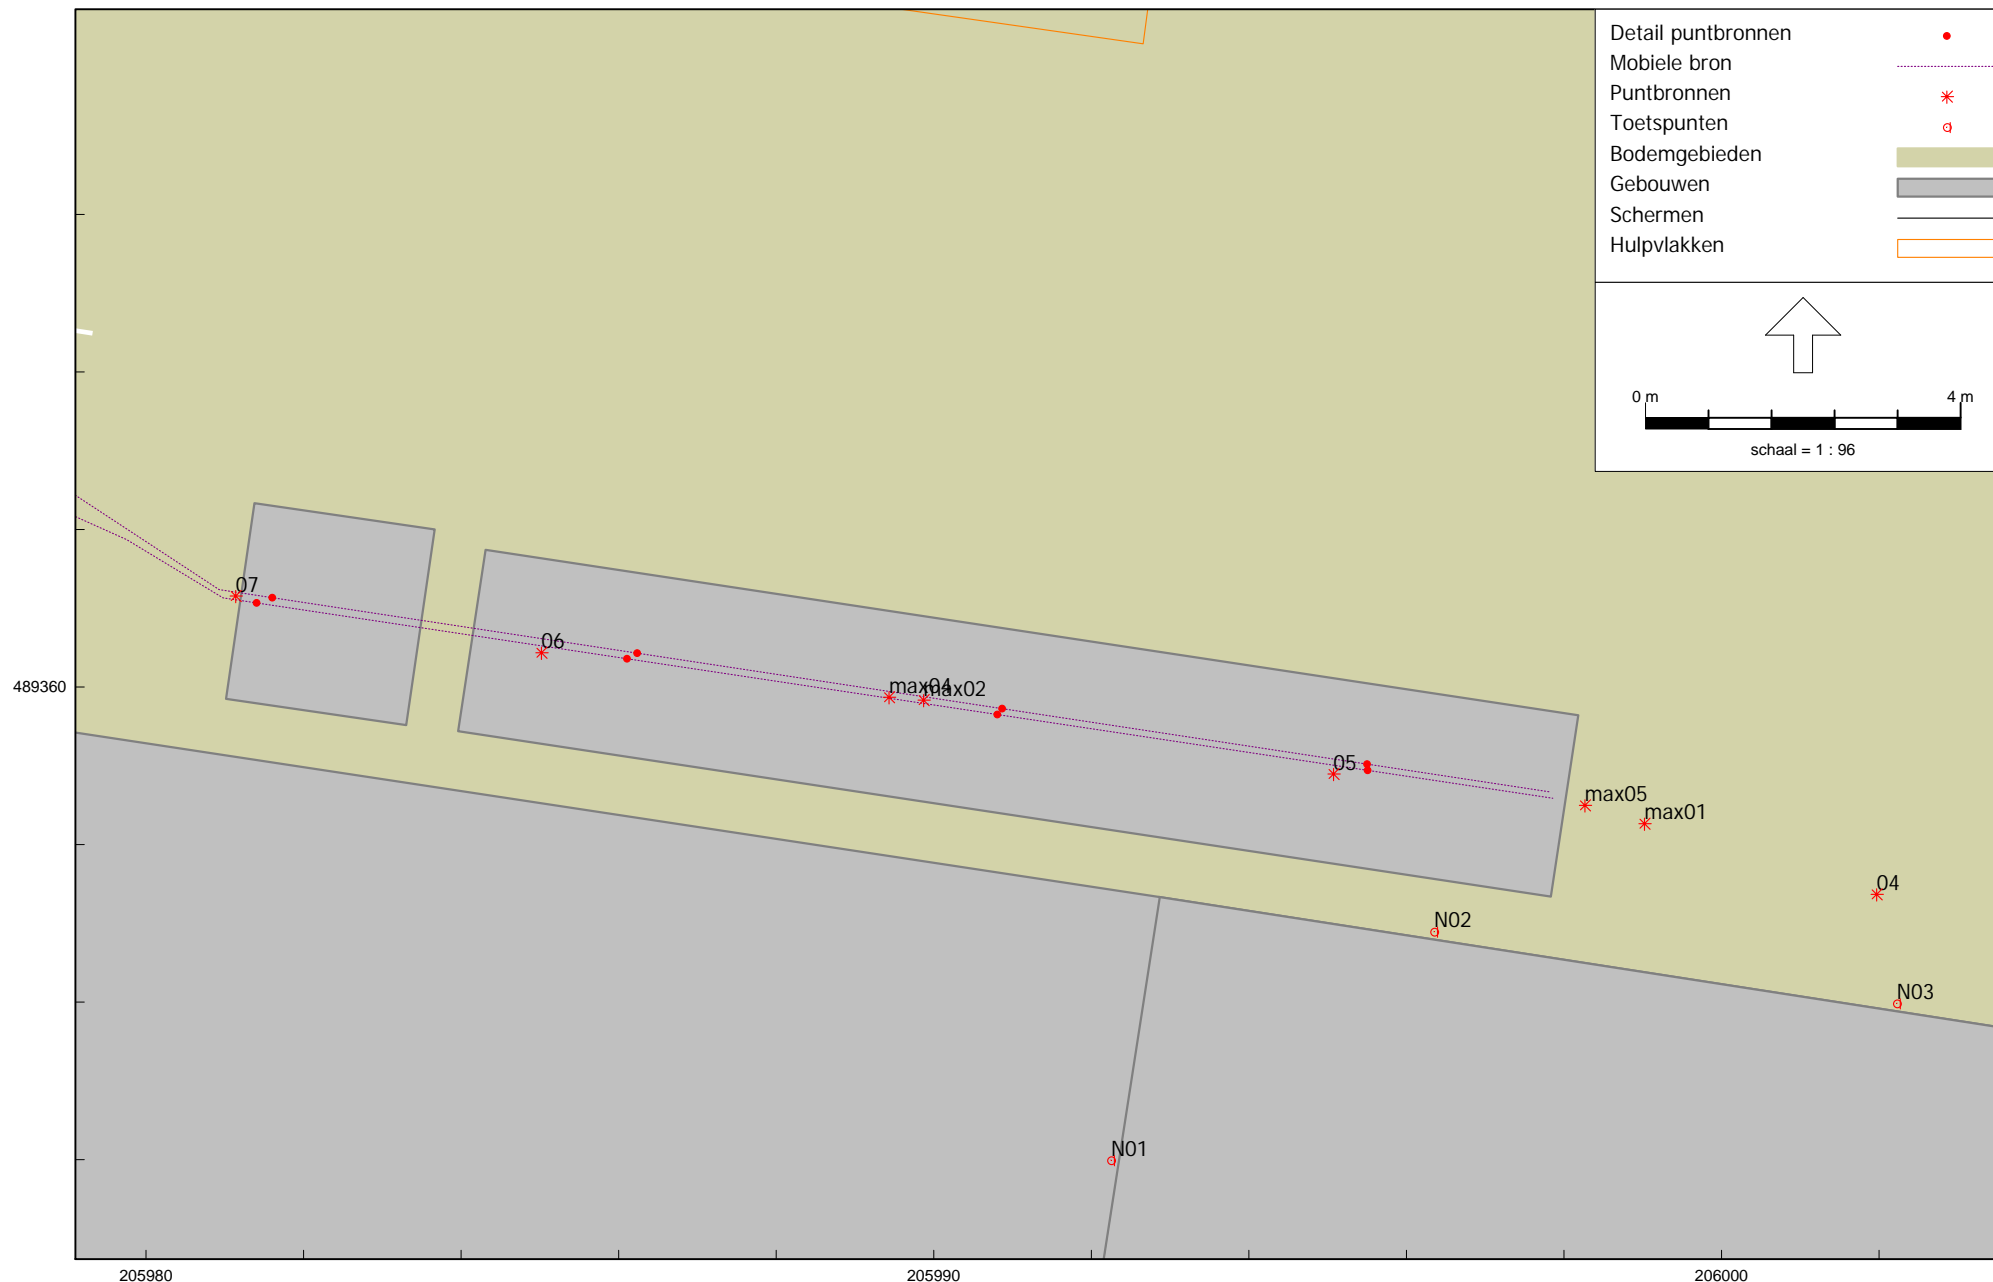 Detail puntbronnen
Mobiele bron
Puntbronnen
Toetspunten
Bodemgebieden
Gebouwen
Schermen
Hulpvlakken
0 m 4 m
schaal = 1 : 96
07
06
489360
max04 max02
05
max05
max01
04
N02
N03
N01
205980 205990 206000